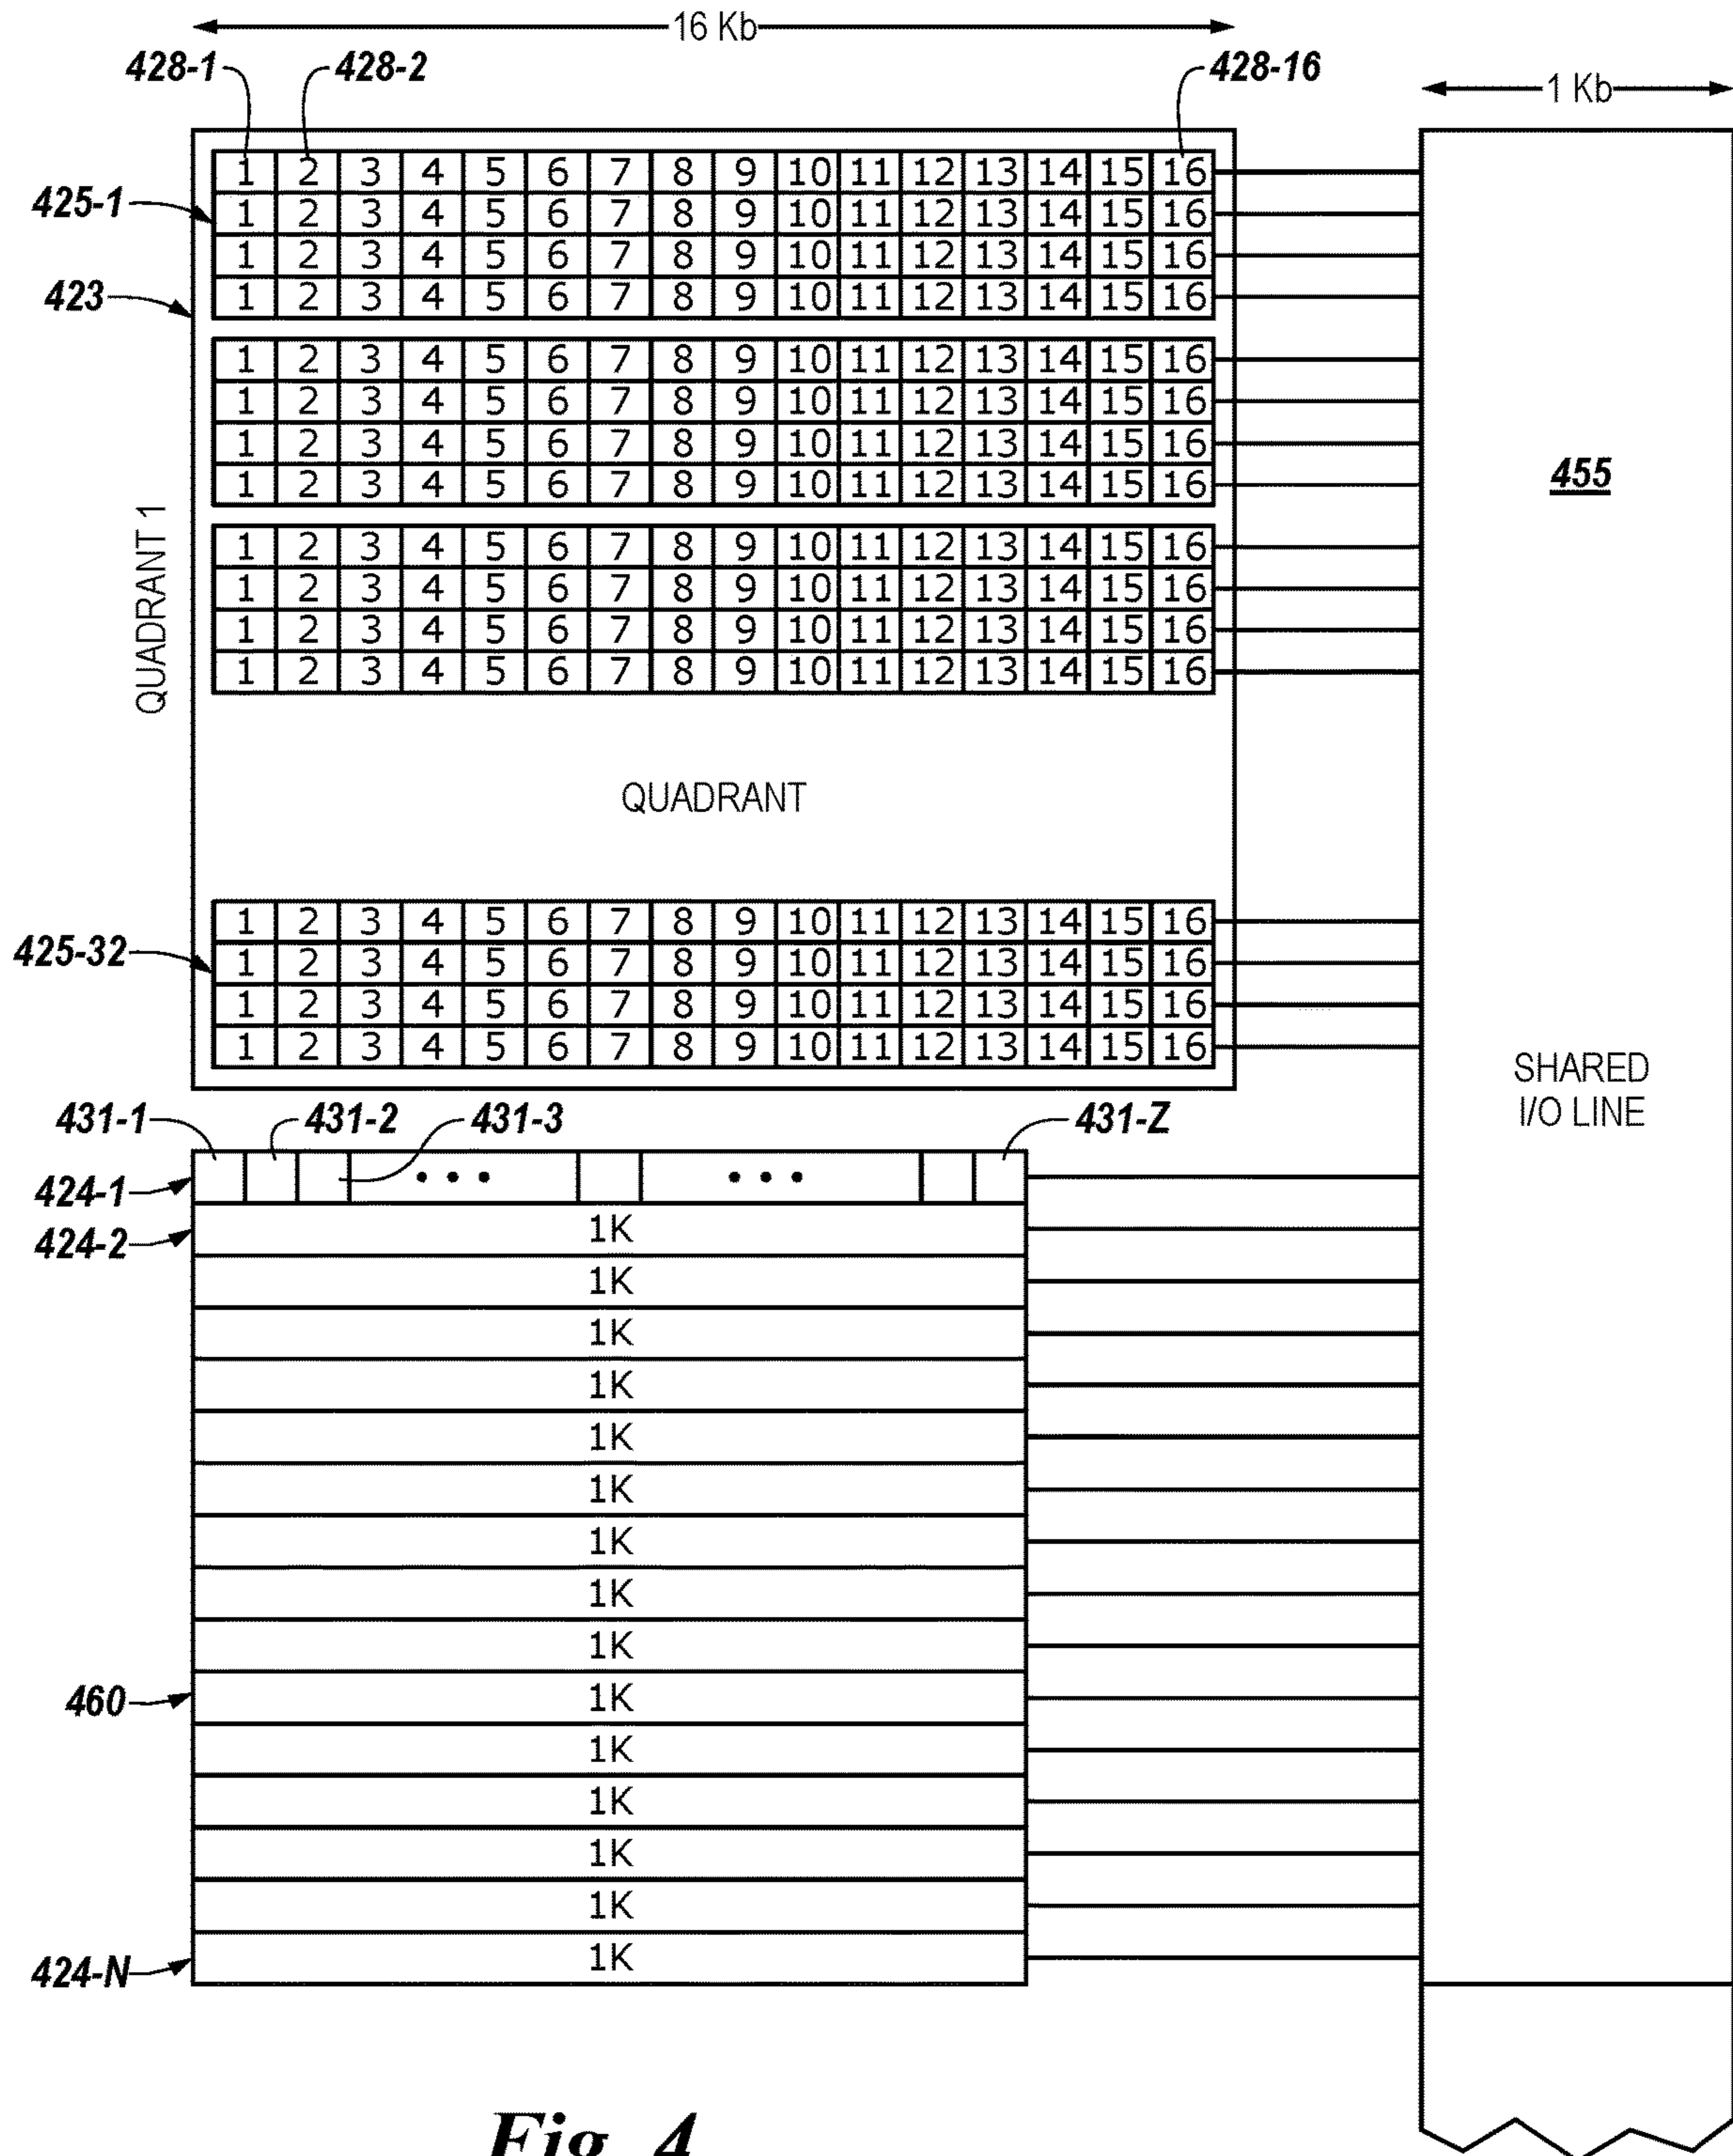 16 Kb
428-1 428-2 428-16 1 Kb
1 2 3 4 5 6 7 8 9 10 11 12 13 14 15 16
425-1 1 2 3 4 5 6 7 8 9 10 11 12 13 14 15 16
1 2 3 4 5 6 7 8 9 10 11 12 13 14 15 16
423 1 2 3 4 5 6 7 8 9 10 11 12 13 14 15 16
1 2 3 4 5 6 7 8 9 10 11 12 13 14 15 16
1 2 3 4 5 6 7 8 9 10 11 12 13 14 15 16
1 2 3 4 5 6 7 8 9 10 11 12 13 14 15 16
1 2 3 4 5 6 7 8 9 10 11 12 13 14 15 16
455
QUADRANT 1
1 2 3 4 5 6 7 8 9 10 11 12 13 14 15 16
1 2 3 4 5 6 7 8 9 10 11 12 13 14 15 16
1 2 3 4 5 6 7 8 9 10 11 12 13 14 15 16
1 2 3 4 5 6 7 8 9 10 11 12 13 14 15 16
QUADRANT
1 2 3 4 5 6 7 8 9 10 11 12 13 14 15 16
425-32 1 2 3 4 5 6 7 8 9 10 11 12 13 14 15 16
1 2 3 4 5 6 7 8 9 10 11 12 13 14 15 16
1 2 3 4 5 6 7 8 9 10 11 12 13 14 15 16
SHARED
I/O LINE
431-1 431-2 431-3 431-Z
424-1 • • • • • •
424-2 1K
1K
1K
1K
1K
1K
1K
1K
1K
460 1K
1K
1K
1K
1K
424-N 1K
Fig. 4